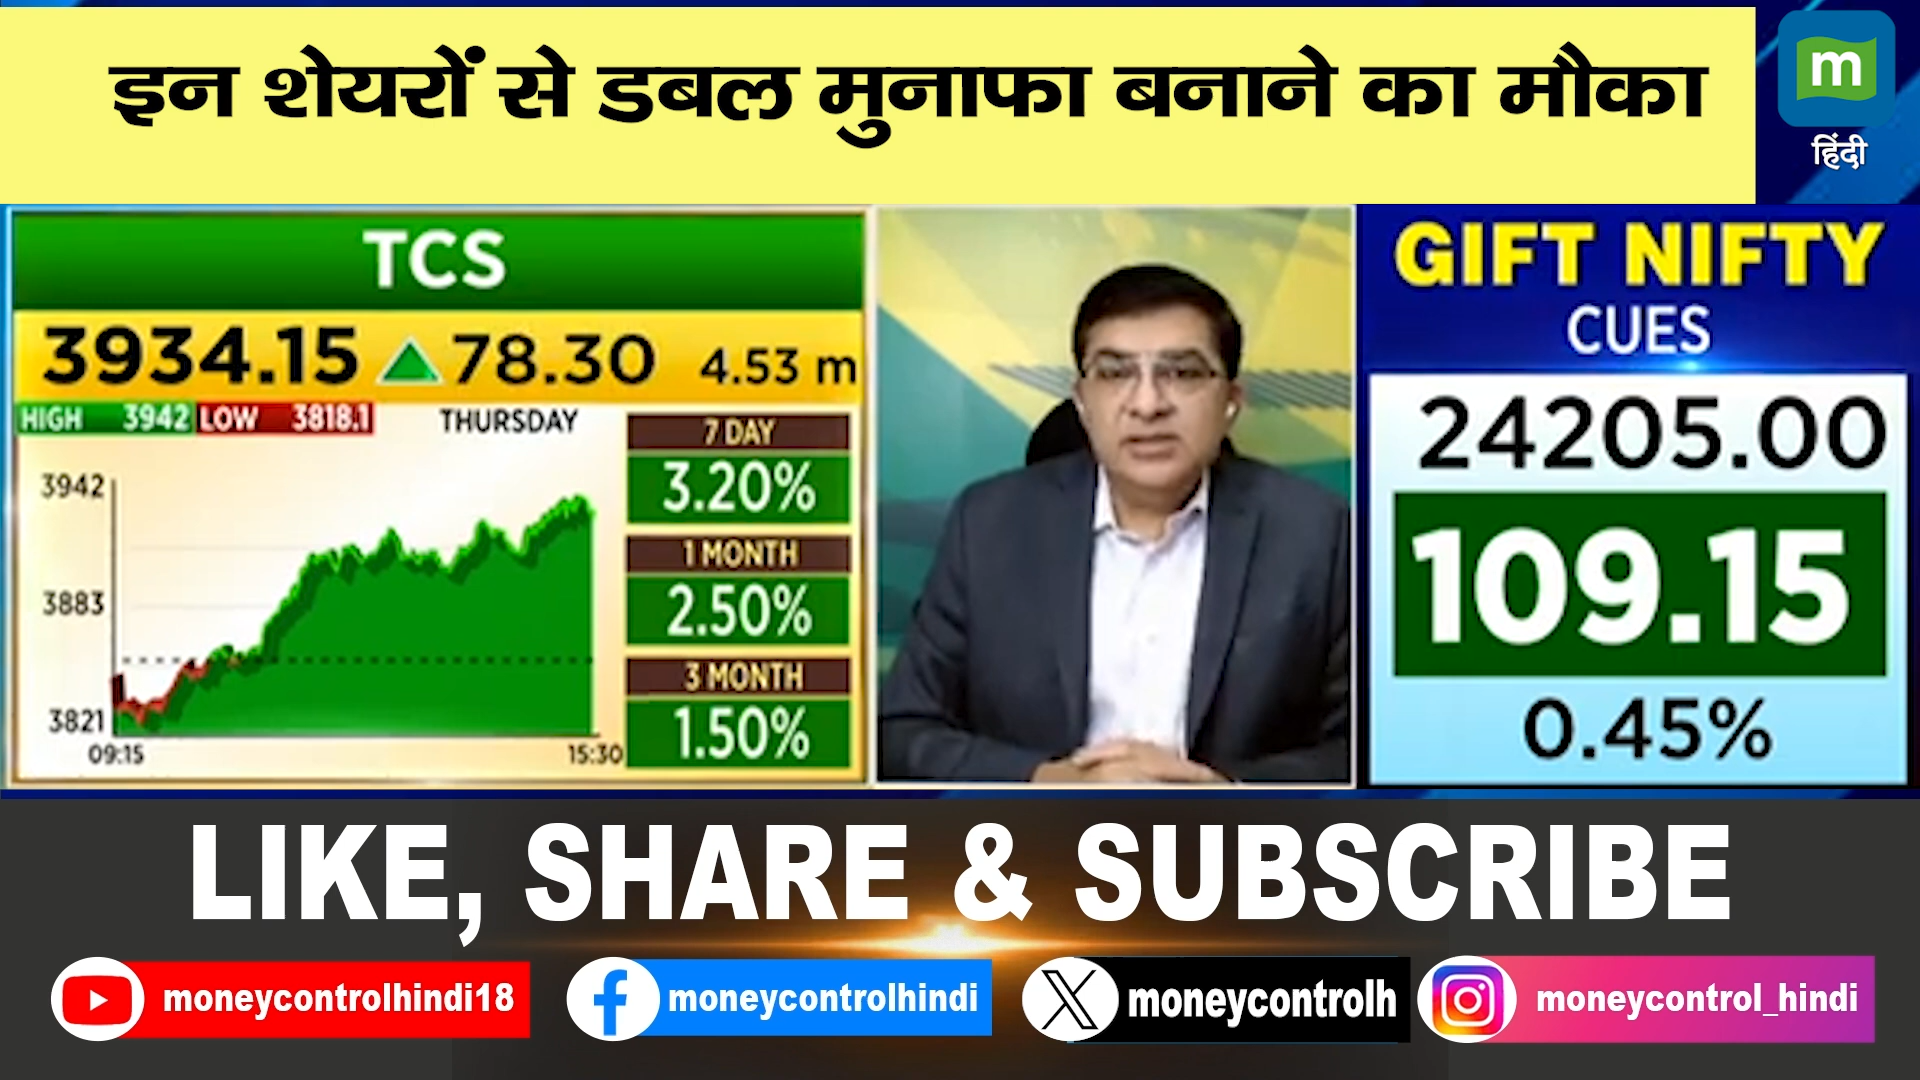 इन शेयरों से डबल मुनाफा बनाने का मौका
m
हिंदी
TCS
3934.15 ▲ 78.30 4.53 m
HIGH 3942 LOW 3818.1 THURSDAY
3942
3883
3821
09:15 15:30
7 DAY
3.20%
1 MONTH
2.50%
3 MONTH
1.50%
GIFT NIFTY
CUES
24205.00
109.15
0.45%
LIKE, SHARE & SUBSCRIBE
moneycontrolhindi18 moneycontrolhindi moneycontrolh moneycontrol_hindi